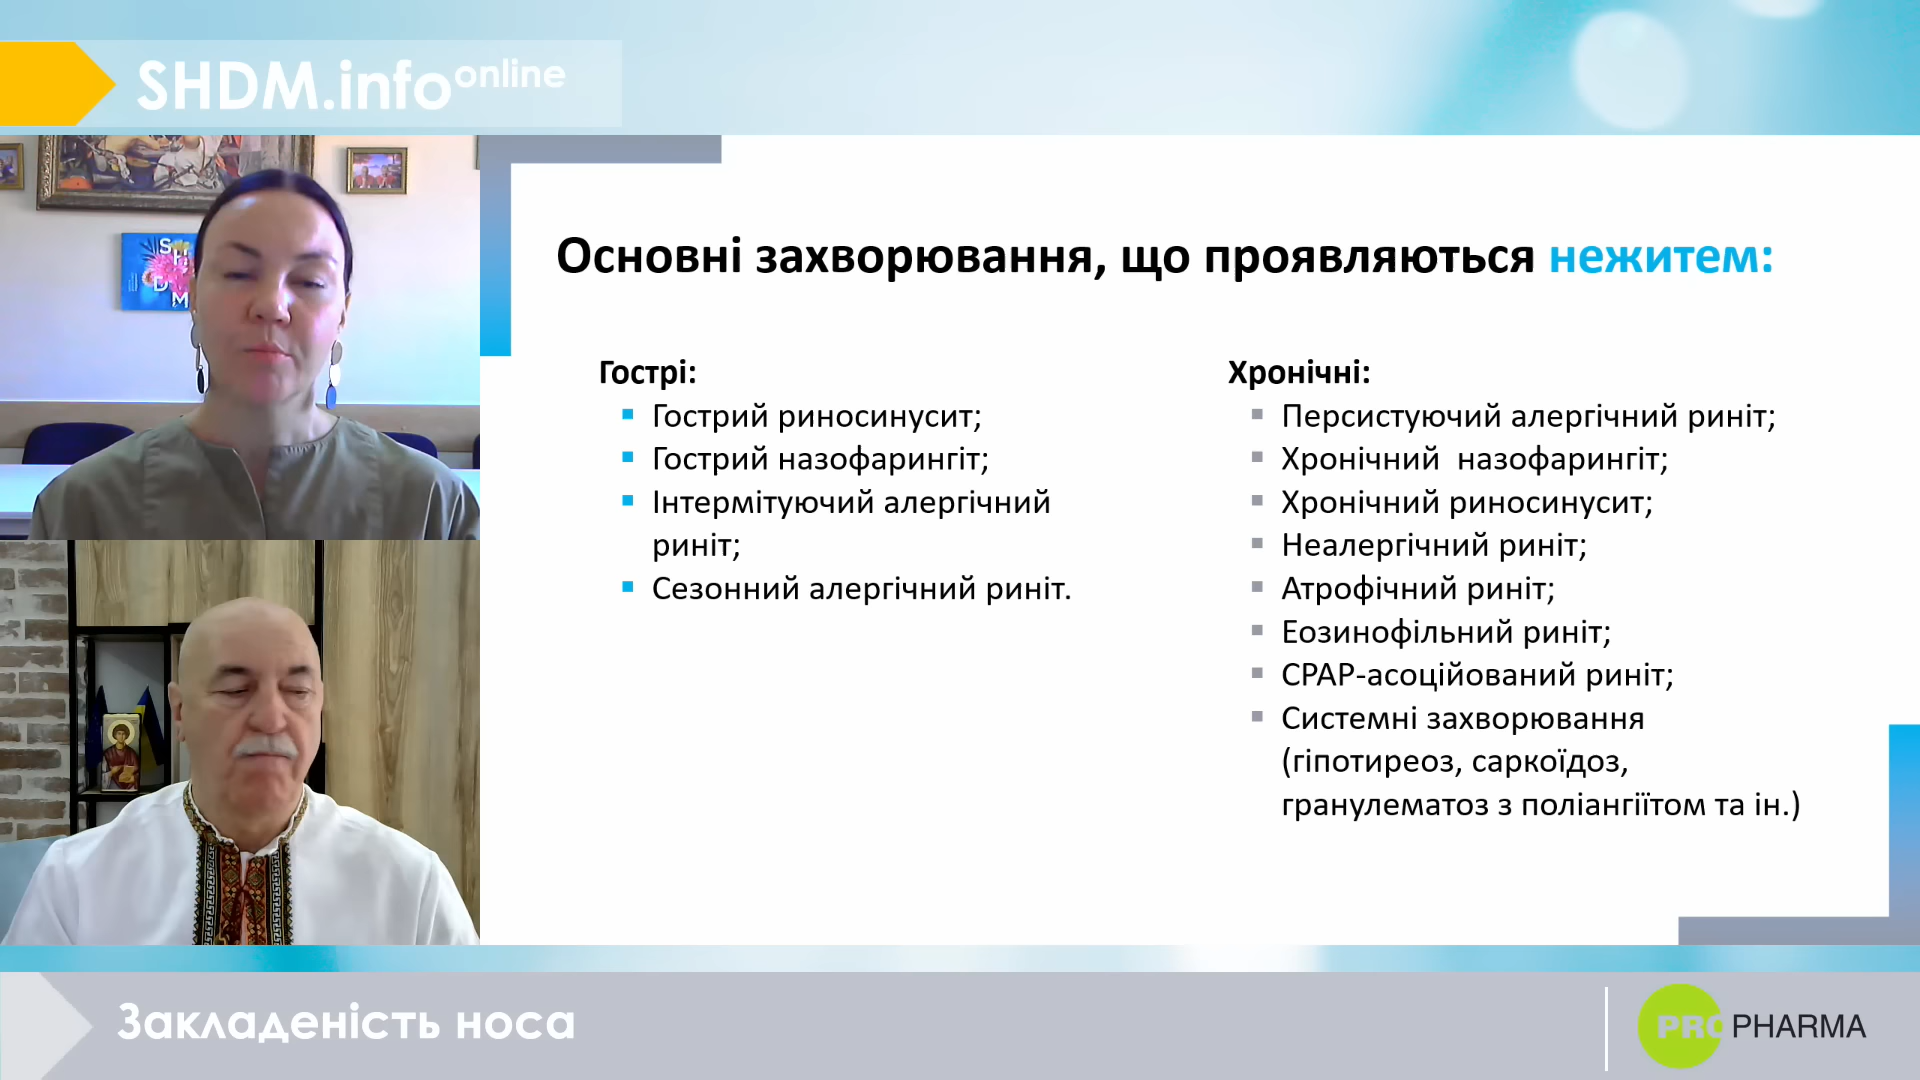 SHDM.info online
SHDM
Основні захворювання, що проявляються нежитем:
Гострі:
Гострий риносинусит;
Гострий назофарингіт;
Інтермітуючий алергічний
риніт;
Сезонний алергічний риніт.
Хронічні:
Персистуючий алергічний риніт;
Хронічний назофарингіт;
Хронічний риносинусит;
Неалергічний риніт;
Атрофічний риніт;
Еозинофільний риніт;
СРАР-асоційований риніт;
Системні захворювання
(гіпотиреоз, саркоїдоз,
гранулематоз з поліангіїтом та ін.)
Закладеність носа
PRO PHARMA